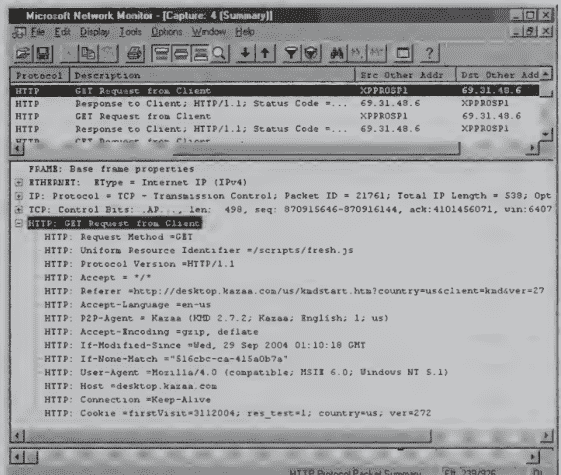 Microsoft Network Monitor - [Capture: 4 (Summary)]
File Edit Display Tools Options Window Help
Protocol Description Src Other Addr Dst Other Add
HTTP GET Request from Client XPPROSP1 69.31.48.6
HTTP Response to Client; HTTP/1.1; Status Code =... 69.31.48.6 XPPROSP1
HTTP GET Request from Client XPPROSP1 69.31.48.6
HTTP Response to Client; HTTP/1.1; Status Code =... 69.31.48.6 XPPROSP1
HTTP GET Request from Client
FRAME: Base frame properties
ETHERNET: EType = Internet IP (IPv4)
IP: Protocol = TCP - Transmission Control; Packet ID = 21761; Total IP Length = 538; Opt
TCP: Control Bits: .AP..., len: 498, seq: 870915646-870916144, ack:4101456071, win:6407
HTTP: GET Request from Client
HTTP: Request Method =GET
HTTP: Uniform Resource Identifier =/scripts/fresh.js
HTTP: Protocol Version =HTTP/1.1
HTTP: Accept = "/"
HTTP: Referer =http://desktop.kazaa.com/us/kmdstart.htm?country=us&client=kmd&ver=27
HTTP: Accept-Language =en-us
HTTP: P2P-Agent = Kazaa (KMD 2.7.2; Kazaa; English; 1; us)
HTTP: Accept-Encoding =gzip, deflate
HTTP: If-Modified-Since =Wed, 29 Sep 2004 01:10:18 GMT
HTTP: If-None-Match ="516cbc-ca-415a0b7a"
HTTP: User-Agent =Mozilla/4.0 (compatible; MSIE 6.0; Windows NT 5.1)
HTTP: Host =desktop.kazaa.com
HTTP: Connection =Keep-Alive
HTTP: Cookie =firstVisit=3112004; res_test=1; country=us; ver=272
HTTP Protocol Packet Summary